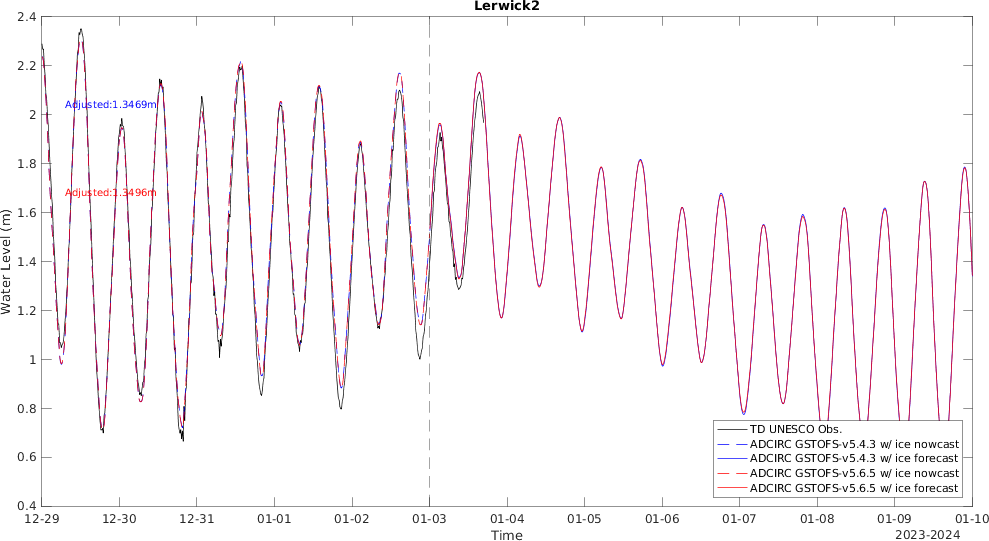 Lerwick2
Water Level (m)
2.4
2.2
2
1.8
1.6
1.4
1.2
1
0.8
0.6
0.4
Adjusted:1.3469m
Adjusted:1.3496m
TD UNESCO Obs.
ADCIRC GSTOFS-v5.4.3 w/ ice nowcast
ADCIRC GSTOFS-v5.4.3 w/ ice forecast
ADCIRC GSTOFS-v5.6.5 w/ ice nowcast
ADCIRC GSTOFS-v5.6.5 w/ ice forecast
12-29 12-30 12-31 01-01 01-02 01-03 01-04 01-05 01-06 01-07 01-08 01-09 01-10
Time
2023-2024